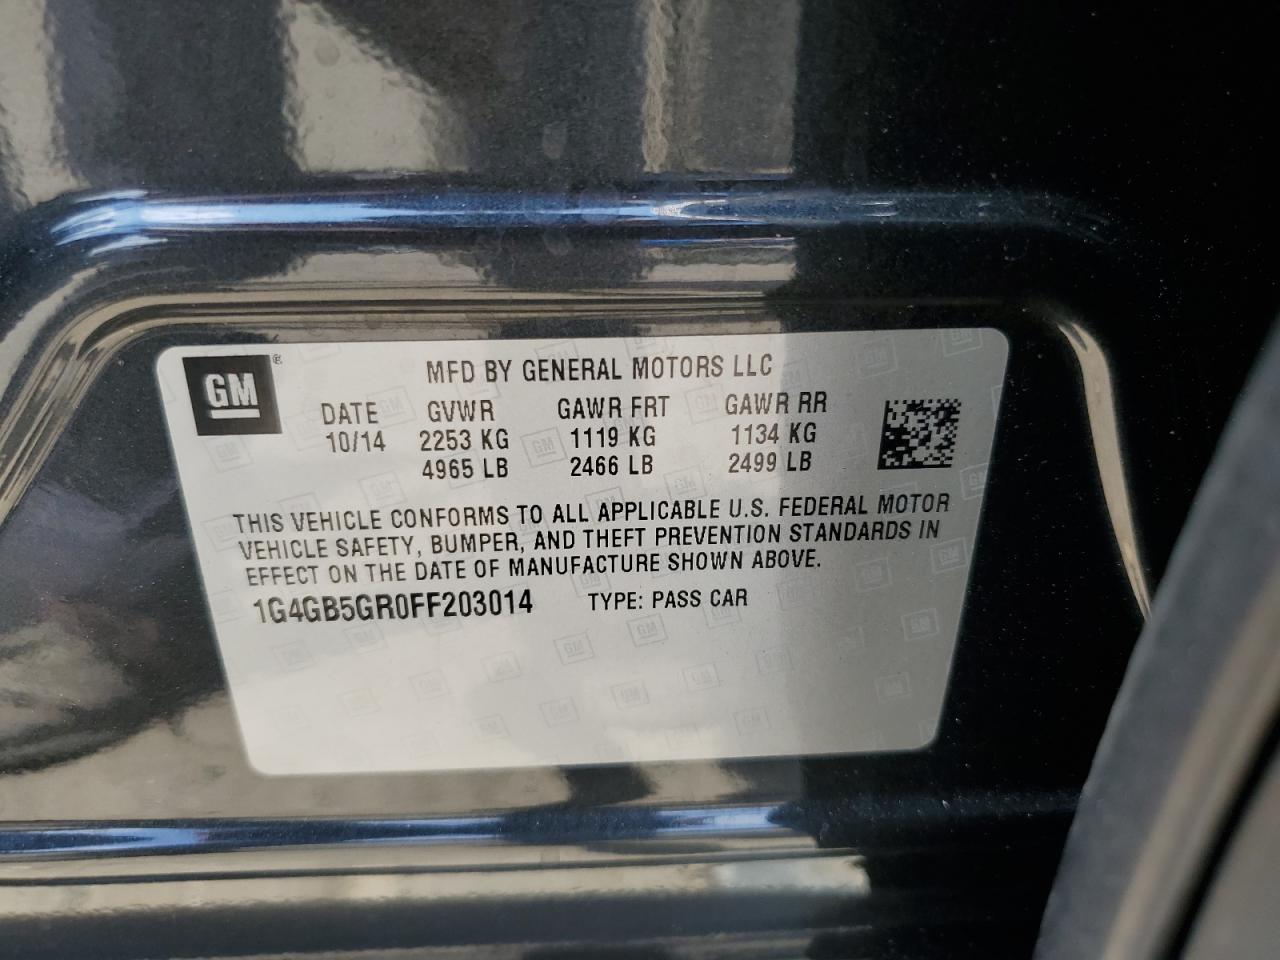 GM ®
MFD BY GENERAL MOTORS LLC
DATE GVWR GAWR FRT GAWR RR
10/14 2253 KG 1119 KG 1134 KG
4965 LB 2466 LB 2499 LB
THIS VEHICLE CONFORMS TO ALL APPLICABLE U.S. FEDERAL MOTOR
VEHICLE SAFETY, BUMPER, AND THEFT PREVENTION STANDARDS IN
EFFECT ON THE DATE OF MANUFACTURE SHOWN ABOVE.
1G4GB5GR0FF203014 TYPE: PASS CAR